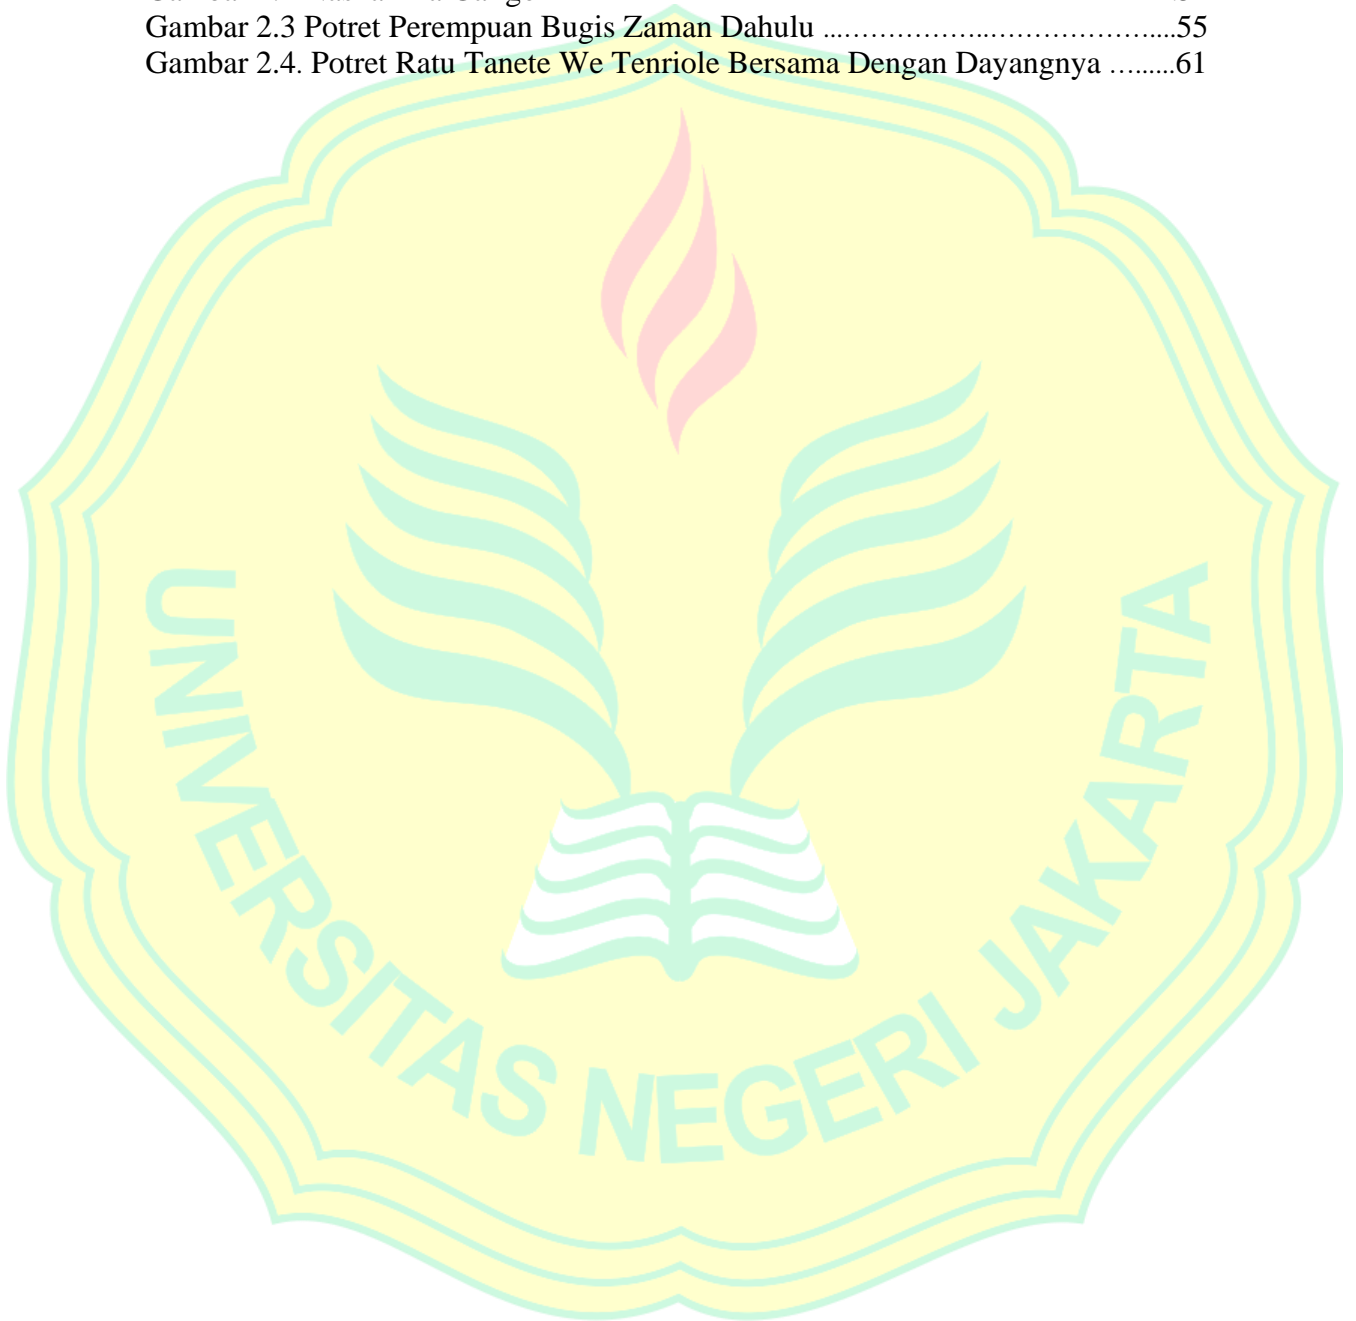 Gambar 2.3 Potret Perempuan Bugis Zaman Dahulu ...……………..………………....55
Gambar 2.4. Potret Ratu Tanete We Tenriole Bersama Dengan Dayangnya ….....61
UNIVERSITAS NEGERI JAKARTA